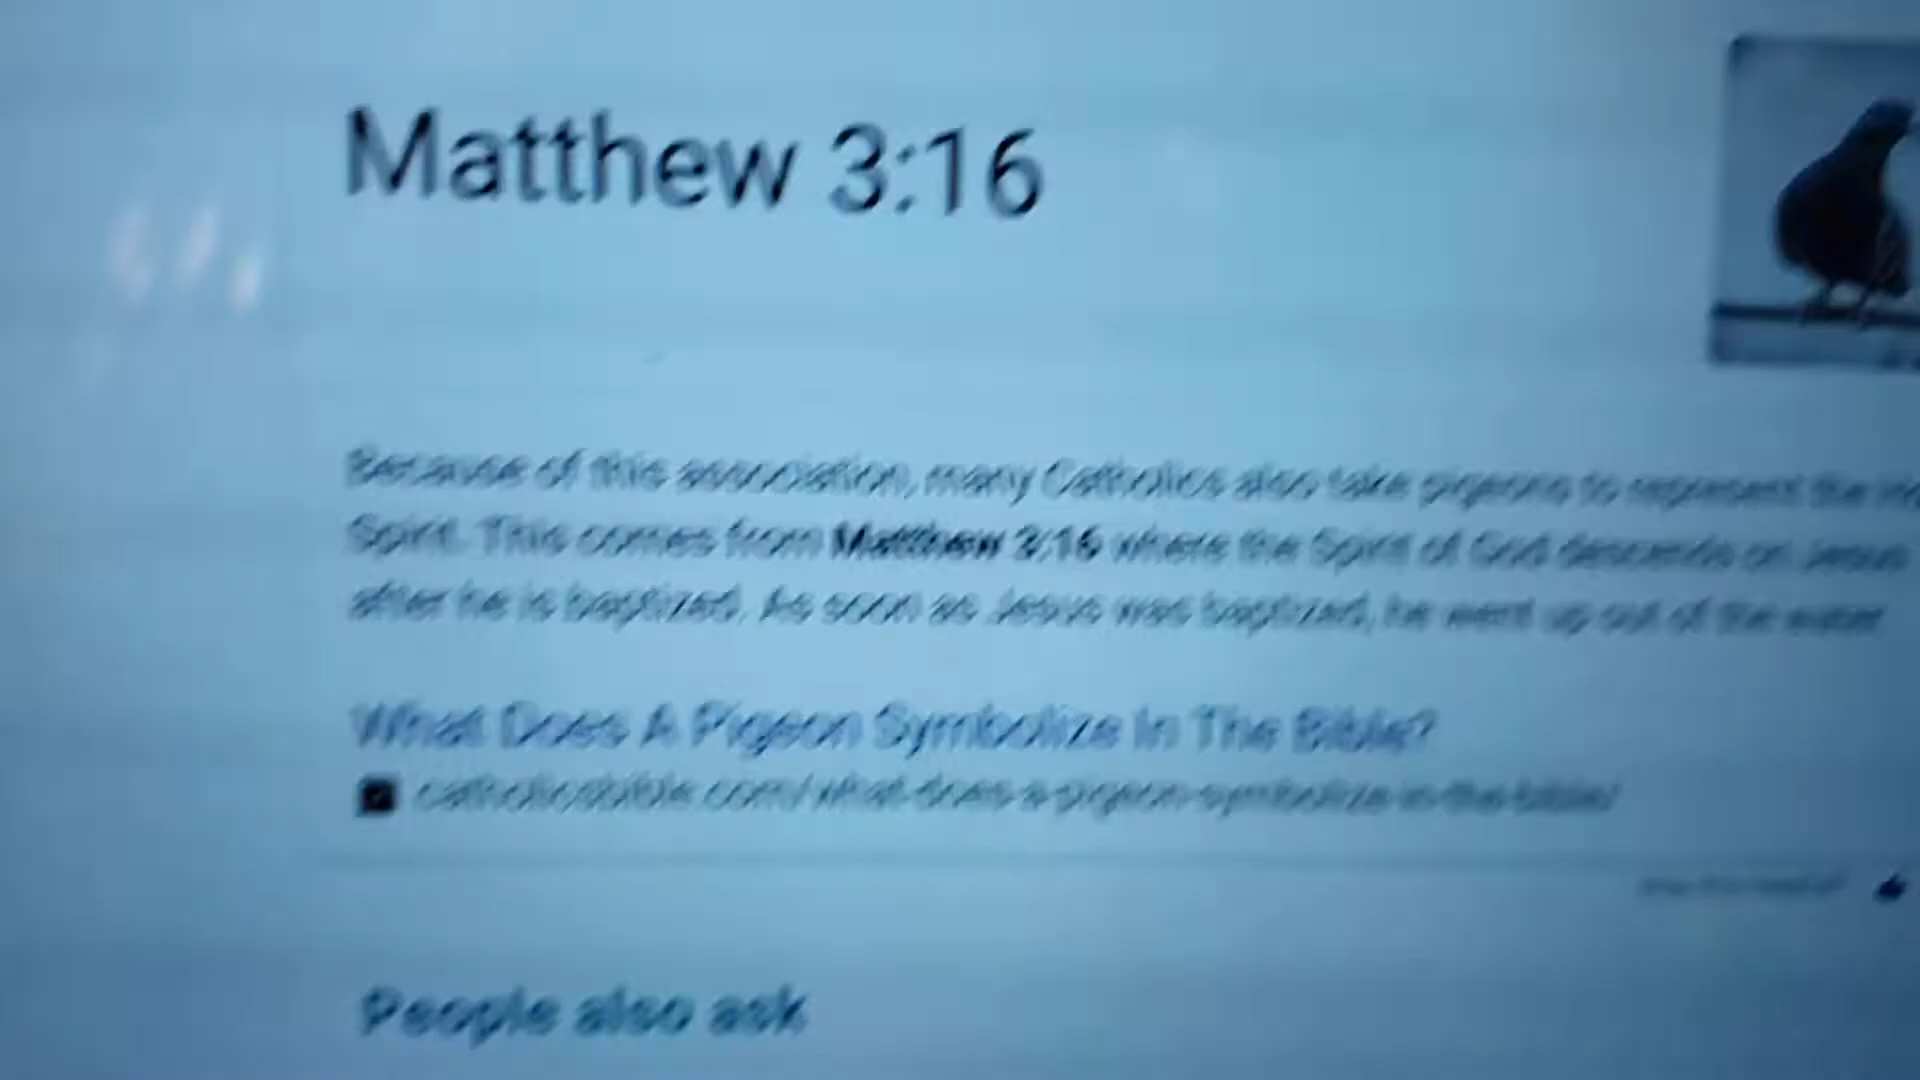 Matthew 3:16
Because of this association, many Catholics also take pigeons to represent the
Spirit. This comes from Matthew 3:16 where the Spirit of God descends on Jesus
after he is baptized. As soon as Jesus was baptized, he went up out of the water
What Does A Pigeon Symbolize In The Bible?
People also ask